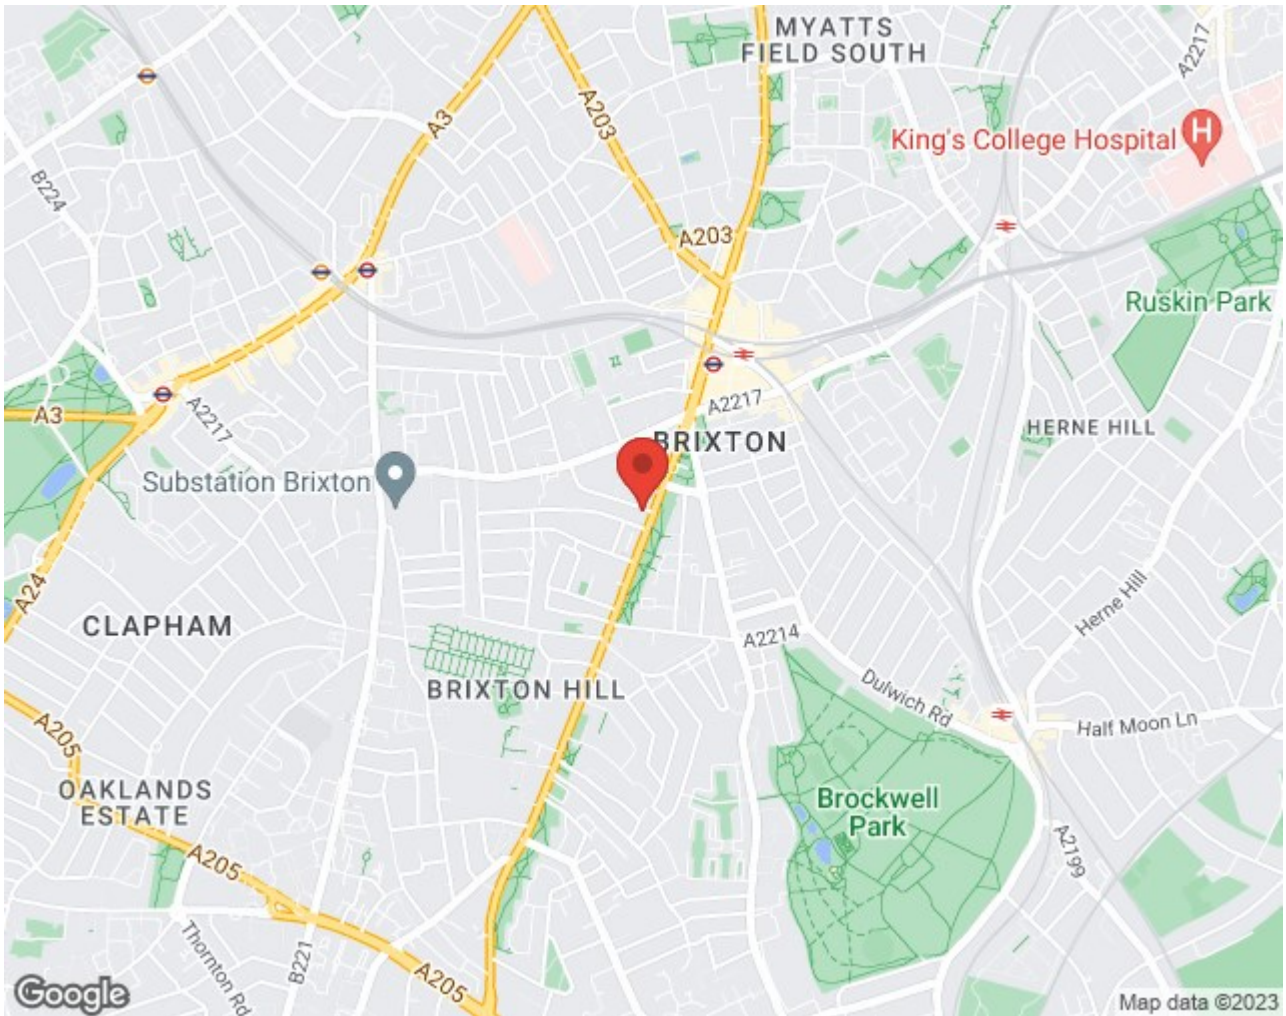 MYATTS
FIELD SOUTH
A2217
A3
A203
King's College Hospital
H
B224
A203
Ruskin Park
A3
A2217
A2217
HERNE HILL
BRIXTON
Substation Brixton
A24
CLAPHAM
Herne Hill
A2214
BRIXTON HILL
Dulwich Rd
Half Moon Ln
A205
OAKLANDS
ESTATE
Brockwell
Park
A2199
A205
Thornton Rd
B221
A205
Google
Map data ©2023